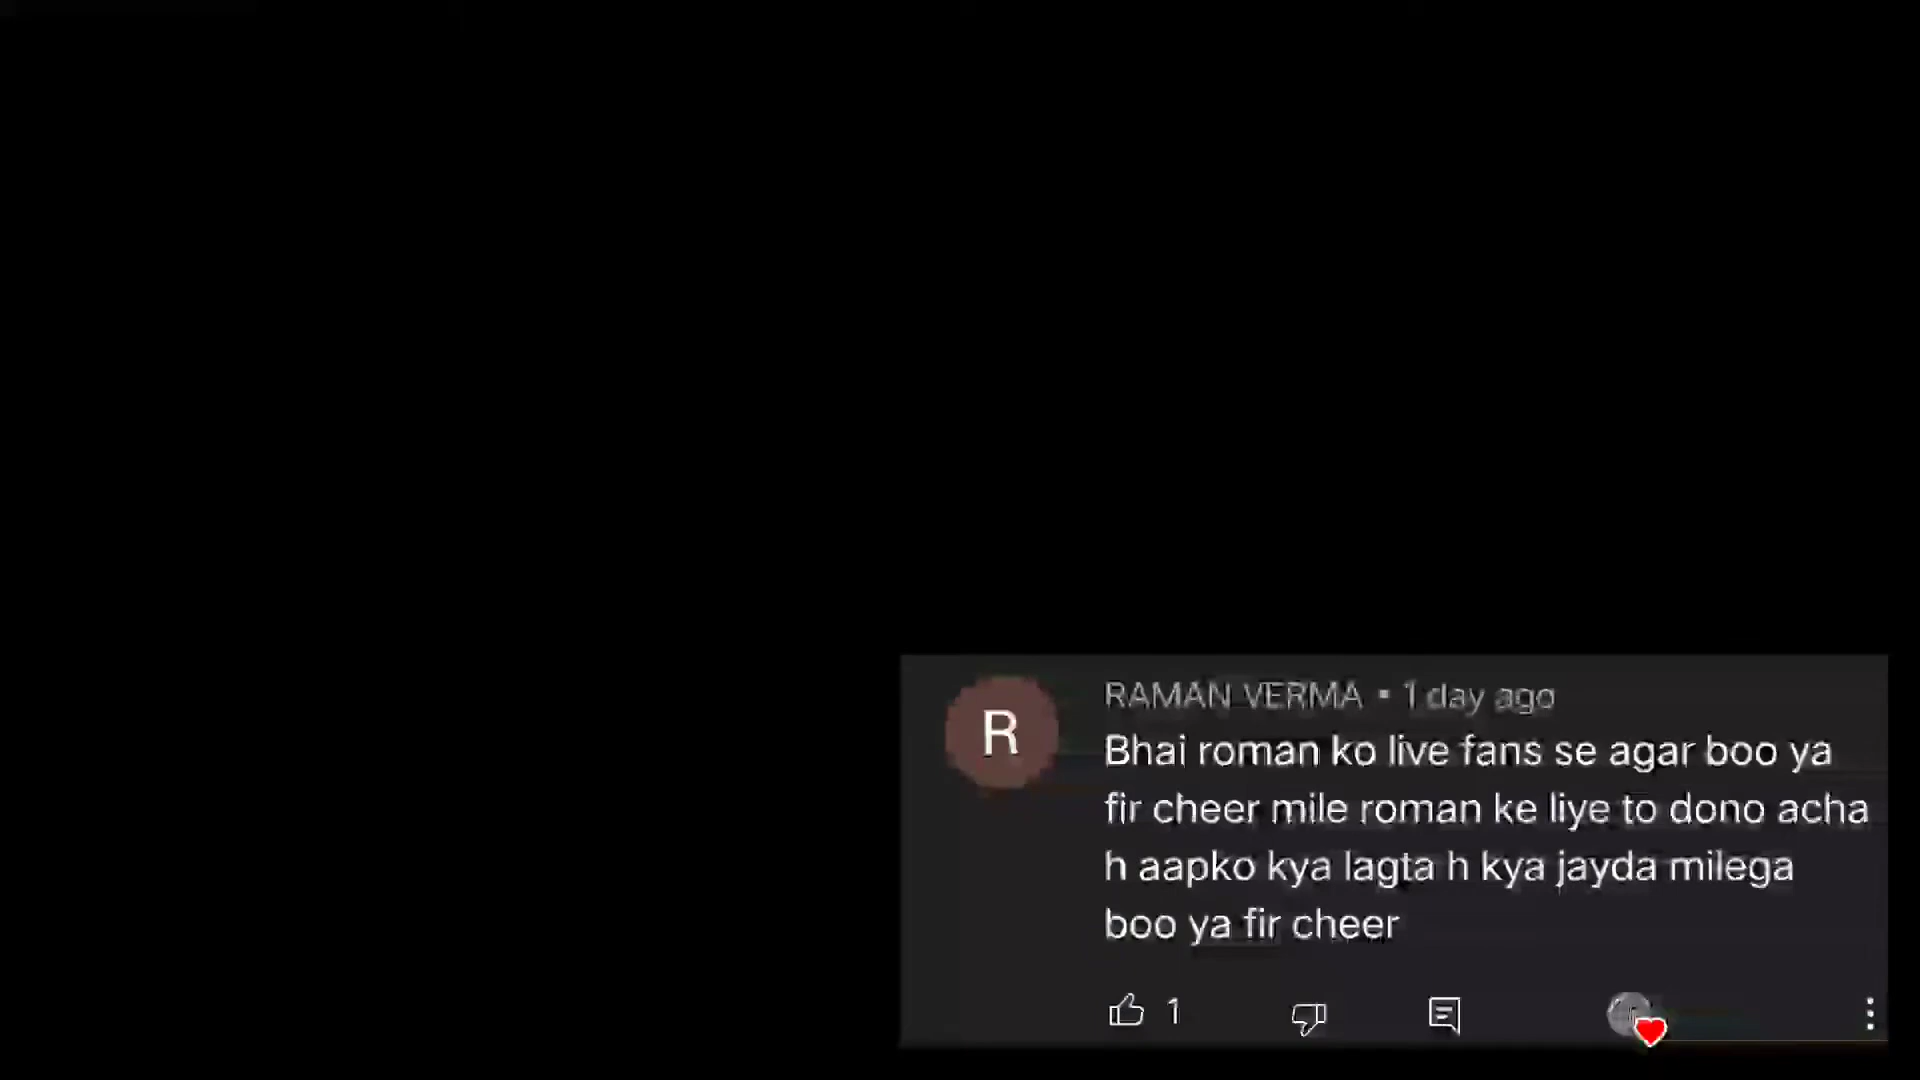 R
RAMAN VERMA • 1 day ago
Bhai roman ko live fans se agar boo ya
fir cheer mile roman ke liye to dono acha
h aapko kya lagta h kya jayda milega
boo ya fir cheer
1